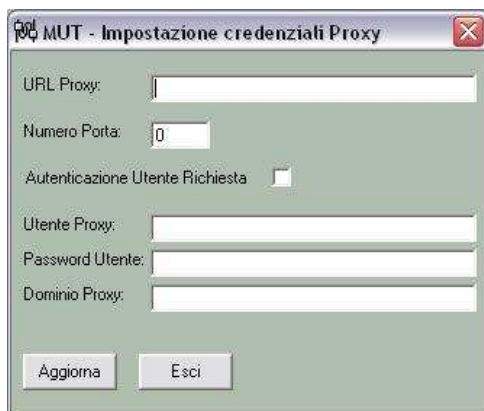 MUT - Impostazione credenziali Proxy
URL Proxy:
Numero Porta: 0
Autenticazione Utente Richiesta
Utente Proxy:
Password Utente:
Dominio Proxy:
Aggiorna Esci